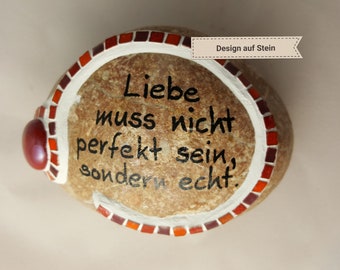 Design auf Stein
Liebe
muss nicht
perfekt sein,
sondern echt.